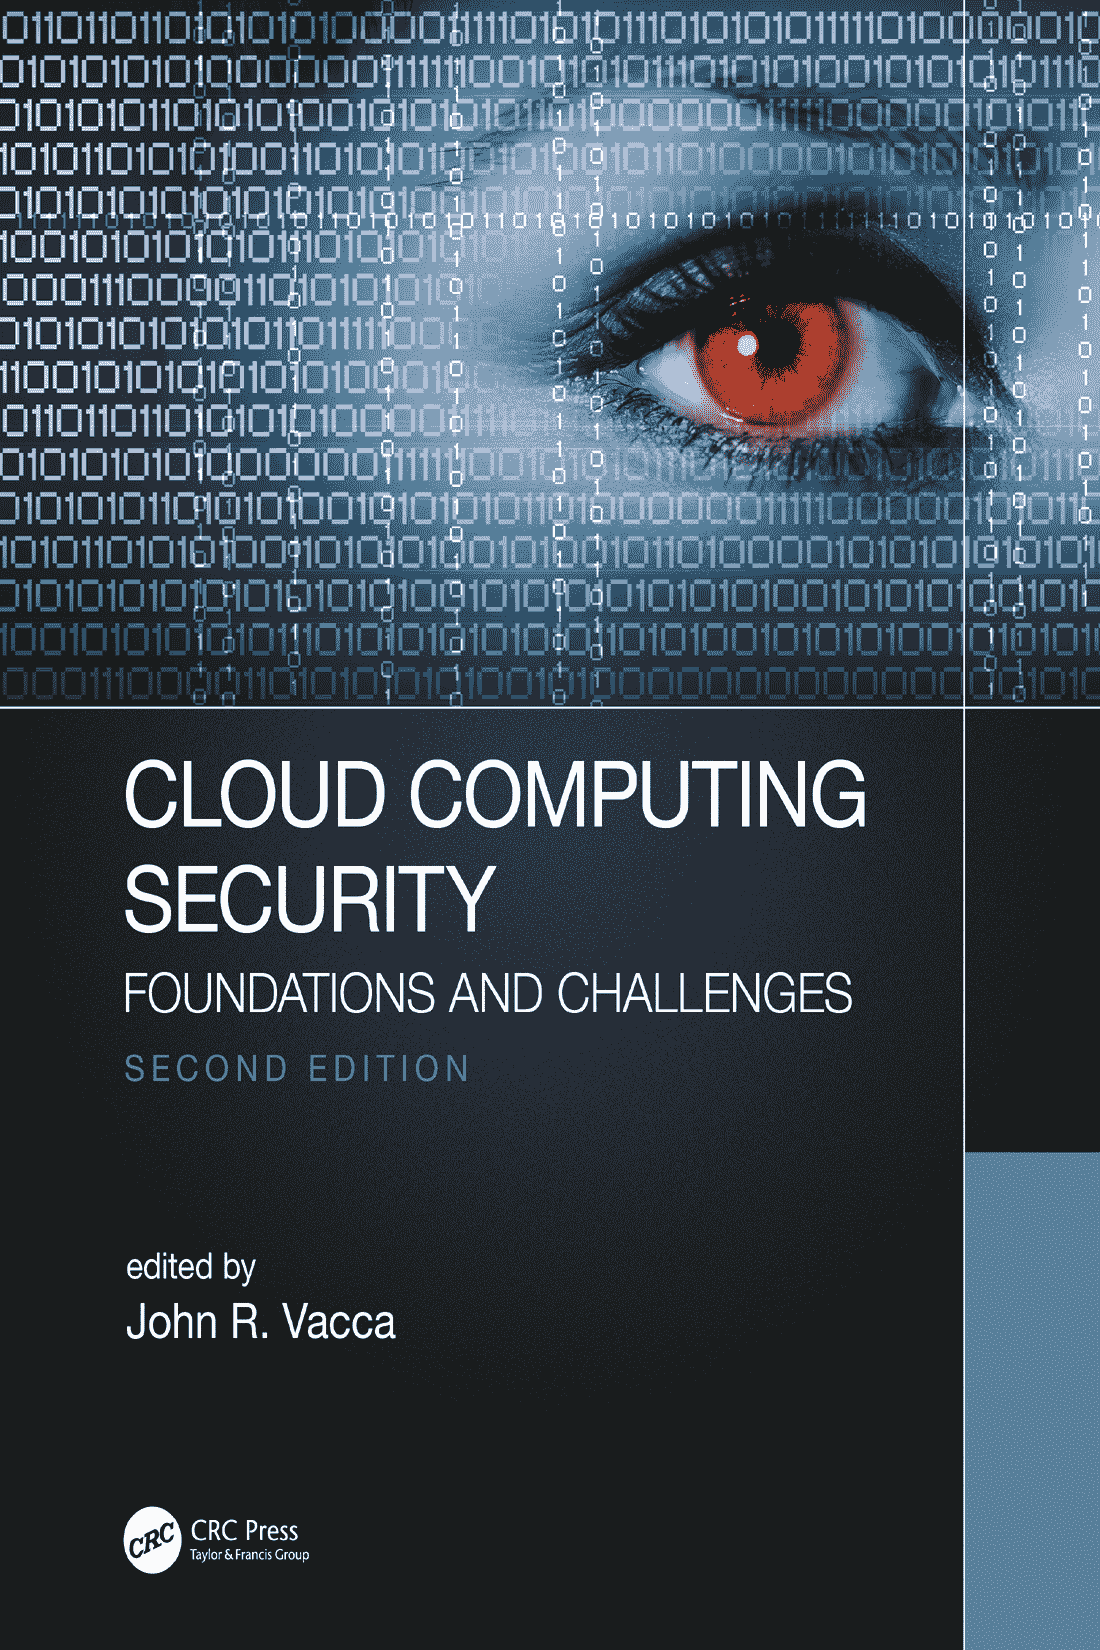 CLOUD COMPUTING
SECURITY
FOUNDATIONS AND CHALLENGES
SECOND EDITION
edited by
John R. Vacca
CRC
CRC Press
Taylor & Francis Group